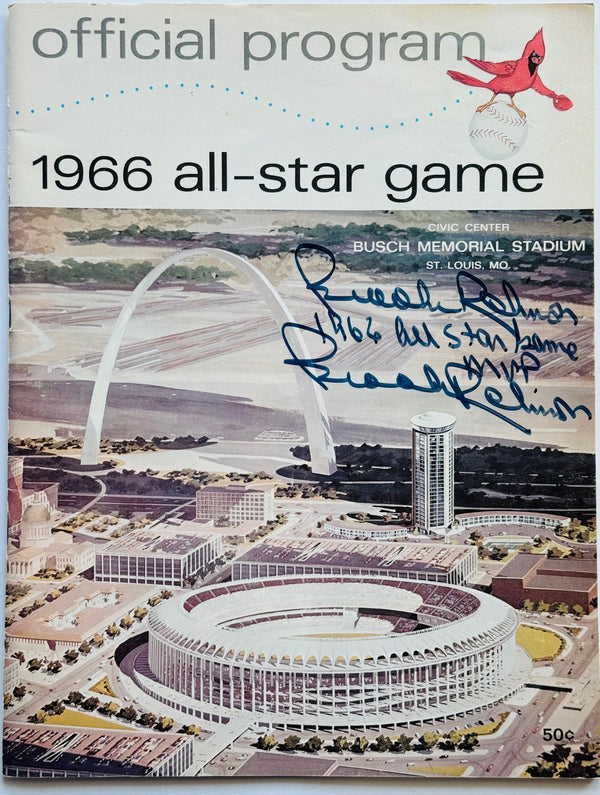 official program
1966 all-star game
CIVIC CENTER
BUSCH MEMORIAL STADIUM
ST. LOUIS, MO.
Brooks Robinson
1966 All Star Game
MVP
Brooks Robinson
50¢